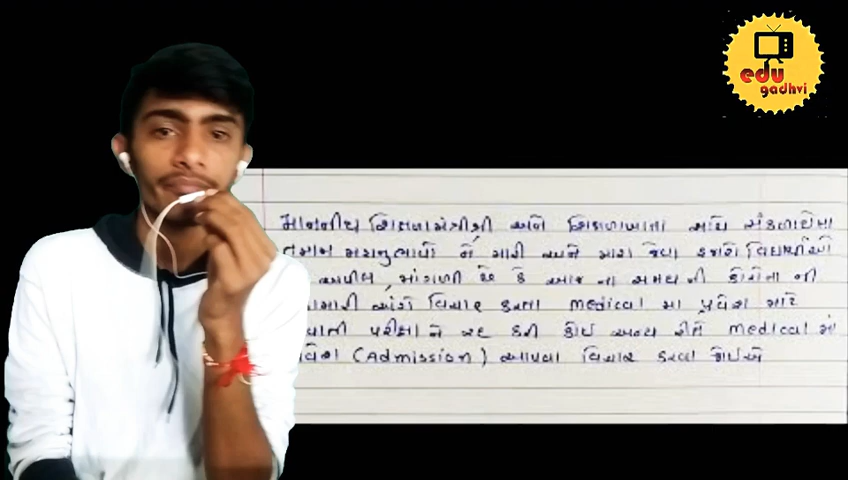 edu
gadhvi
માનનીય શિક્ષણમંત્રીશ્રી અને શિક્ષણખાતા સાથે સંકળાયેલા
તમામ મહાનુભાવો ને મારી અને મારા જેવા હજારો વિદ્યાર્થીઓ
અપીલ, માંગણી છે કે આજ ના સમય ની કોરોના ની
અંગે વિચાર કરતા medical મા પ્રવેશ માટે
પરીક્ષા ને રદ કરી કોઈ અન્ય રીતે medical માં
(Admission) આપવા વિચાર કરવા જોઈએ